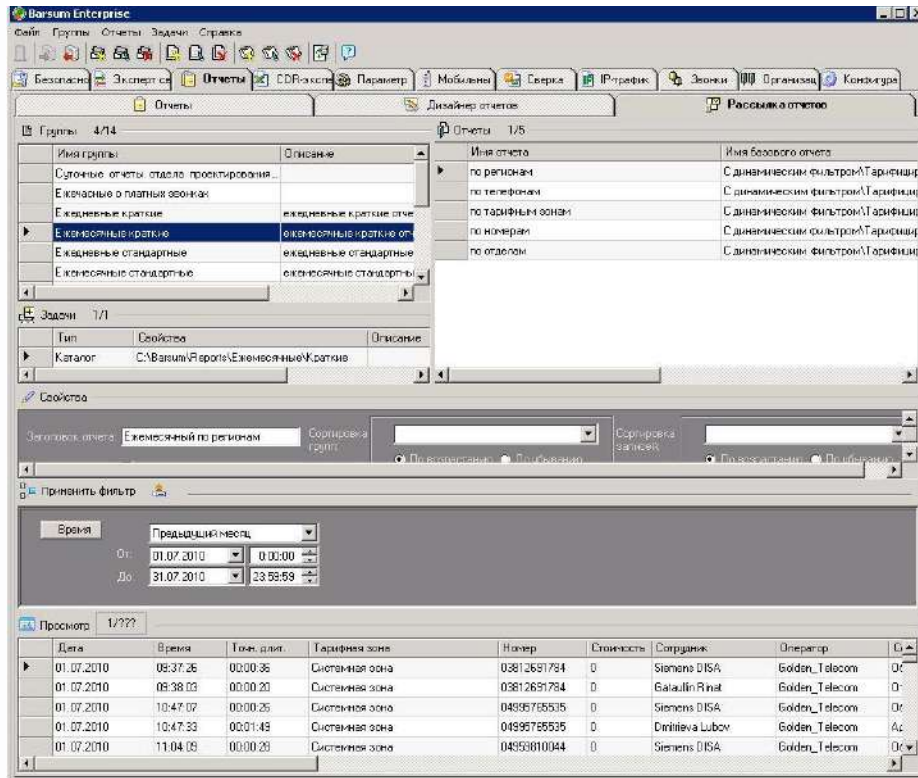 Barsum Enterprise
Файл Группы Отчеты Задачи Справка
Безопасно Эксперт св Отчеты CDR-экспе Параметр Мобильны Сверка IP-трафик Звонки Организац Конфигура
Отчеты Дизайнер отчетов Рассылка отчетов
Группы 4/14
Имя группы Описание
Суточные отчеты отдела проектирования ...
Ежечасные о платных звонках
Ежедневные краткие ежедневные краткие отче
Ежемесячные краткие ежемесячные краткие отч
Ежедневные стандартные ежедневные стандартные
Ежемесячные стандартные ежемесячные стандартны
Отчеты 1/5
Имя отчета Имя базового отчета
по регионам С динамическим фильтром\Тарифицир
по телефонам С динамическим фильтром\Тарифицир
по тарифным зонам С динамическим фильтром\Тарифицир
по номерам С динамическим фильтром\Тарифицир
по отделам С динамическим фильтром\Тарифицир
Задачи 1/1
Тип Свойства Описание
Каталог C:\Barsum\Reports\Ежемесячные\Краткие
Свойства
Заголовок отчета Ежемесячный по регионам Сортировка групп Сортировка записей
По возрастанию По убыванию По возрастанию По убыванию
Применить фильтр
Время Предыдущий месяц
От: 01.07.2010 0:00:00
До: 31.07.2010 23:59:59
Просмотр 1/???
Дата Время Точн. длит. Тарифная зона Номер Стоимость Сотрудник Оператор
01.07.2010 09:37:26 00:00:36 Системная зона 03812691784 0 Siemens DISA Golden_Telecom
01.07.2010 09:38:03 00:00:20 Системная зона 03812691784 0 Gataullin Rinat Golden_Telecom
01.07.2010 10:47:07 00:00:26 Системная зона 04995765535 0 Siemens DISA Golden_Telecom
01.07.2010 10:47:33 00:01:49 Системная зона 04995765535 0 Dmitrieva Lubov Golden_Telecom
01.07.2010 11:04:09 00:00:28 Системная зона 04959810044 0 Siemens DISA Golden_Telecom